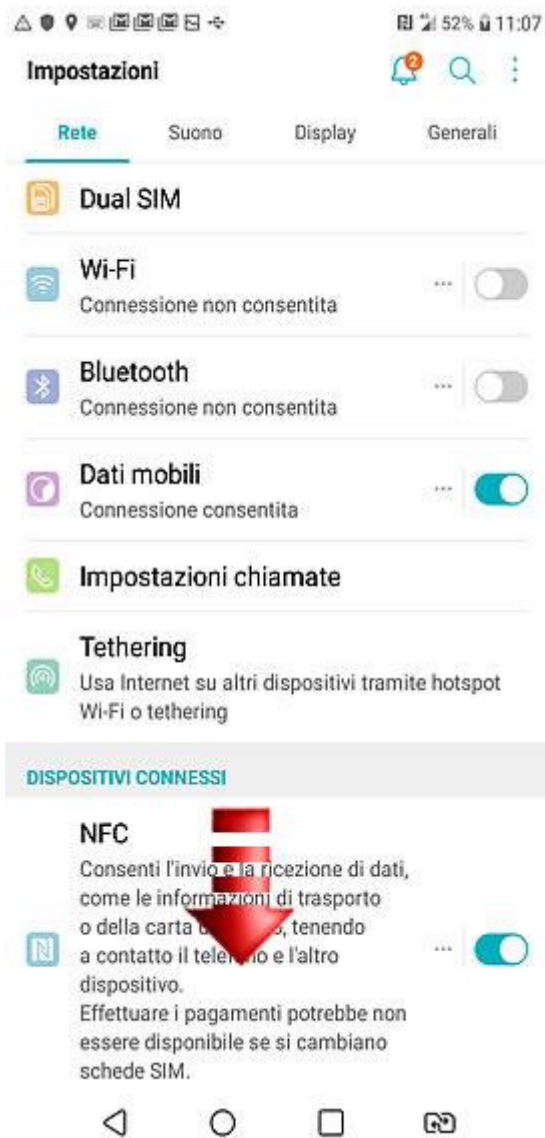 52% 11:07
Impostazioni
2
Rete Suono Display Generali
Dual SIM
Wi-Fi
Connessione non consentita
Bluetooth
Connessione non consentita
Dati mobili
Connessione consentita
Impostazioni chiamate
Tethering
Usa Internet su altri dispositivi tramite hotspot
Wi-Fi o tethering
DISPOSITIVI CONNESSI
NFC
Consenti l'invio e la ricezione di dati,
come le informazioni di trasporto
o della carta , tenendo
a contatto il telefono e l'altro
dispositivo.
Effettuare i pagamenti potrebbe non
essere disponibile se si cambiano
schede SIM.